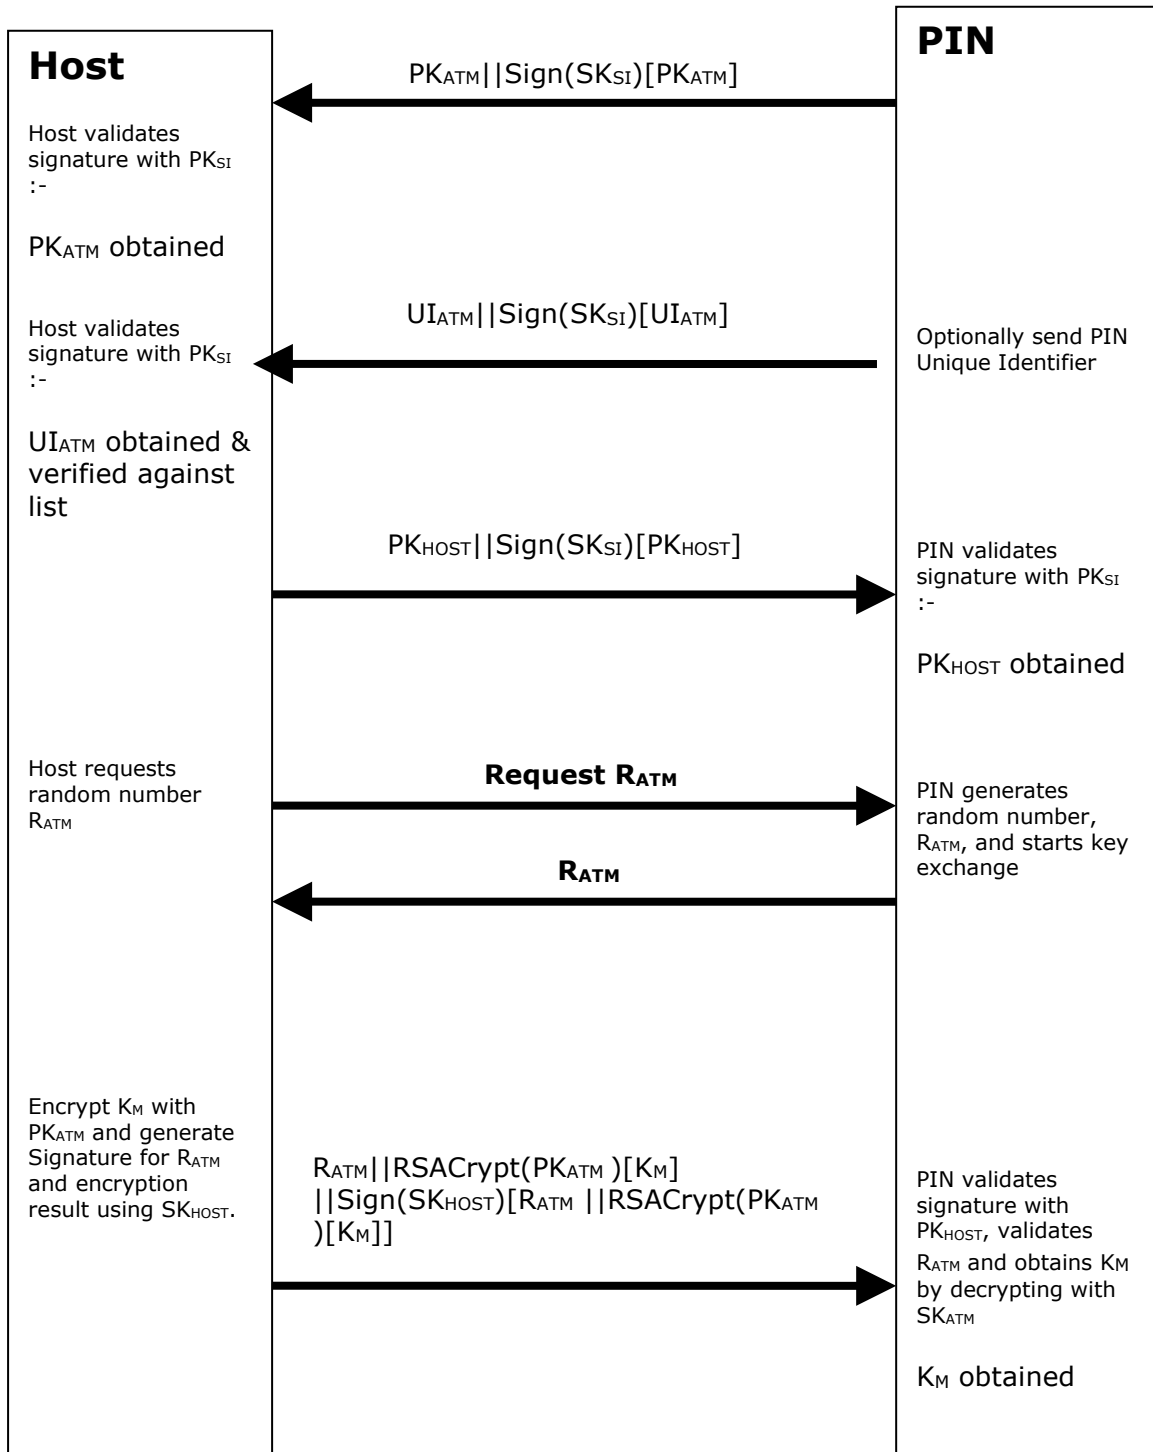 Host
PIN
PKATM||Sign(SKSI)[PKATM]
Host validates
signature with PKSI
:-
PKATM obtained
UIATM||Sign(SKSI)[UIATM]
Host validates
signature with PKSI
:-
Optionally send PIN
Unique Identifier
UIATM obtained &
verified against
list
PKHOST||Sign(SKSI)[PKHOST]
PIN validates
signature with PKSI
:-
PKHOST obtained
Host requests
random number
RATM
Request RATM
PIN generates
random number,
RATM, and starts key
exchange
RATM
Encrypt KM with
PKATM and generate
Signature for RATM
and encryption
result using SKHOST.
RATM||RSACrypt(PKATM )[KM]
||Sign(SKHOST)[RATM ||RSACrypt(PKATM
)[KM]]
PIN validates
signature with
PKHOST, validates
RATM and obtains KM
by decrypting with
SKATM
KM obtained